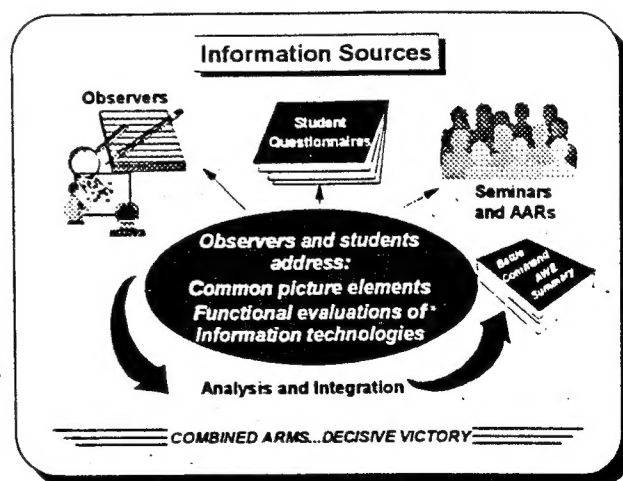 Information Sources
Observers
Student
Questionnaires
Seminars
and AARs
Observers and students
address:
Common picture elements
Functional evaluations of
Information technologies
Battle
Command
AWE
Summary
Analysis and Integration
COMBINED ARMS...DECISIVE VICTORY